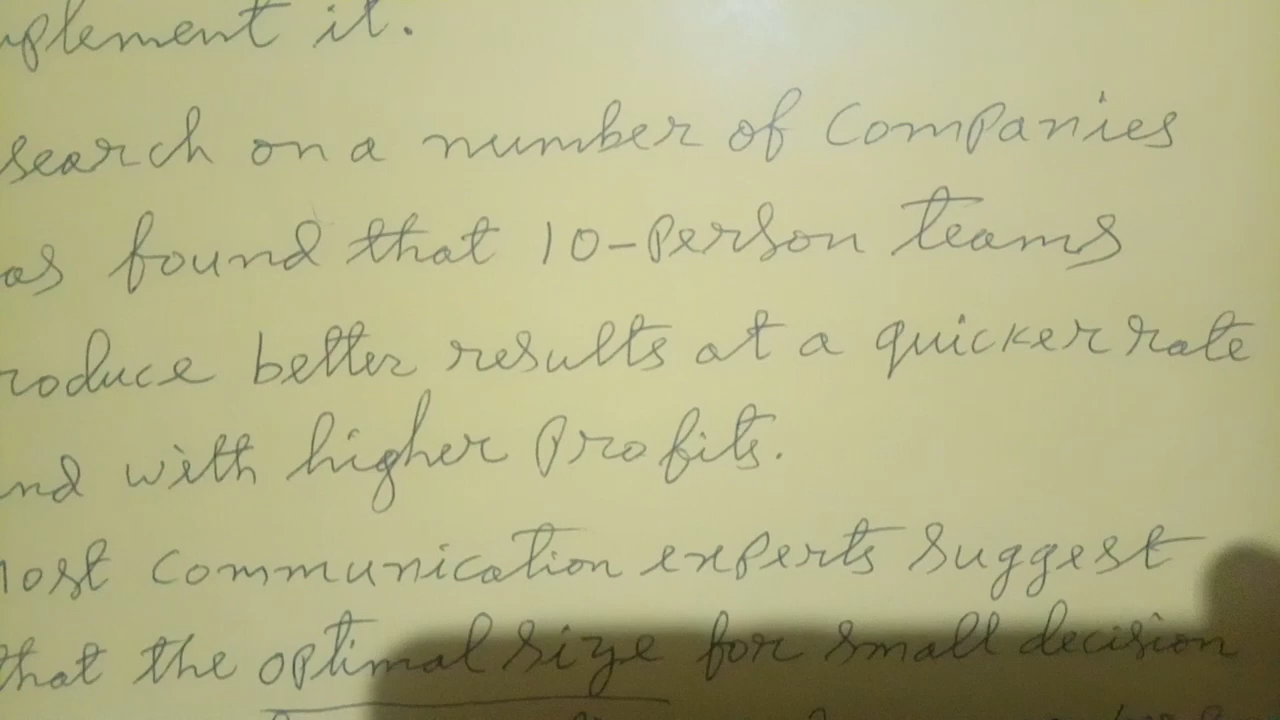 plement it.
search on a number of Companies
as found that 10-Person teams
roduce better results at a quicker rate
nd with higher Profits.
ost communication experts suggest
that the optimal size for small decision